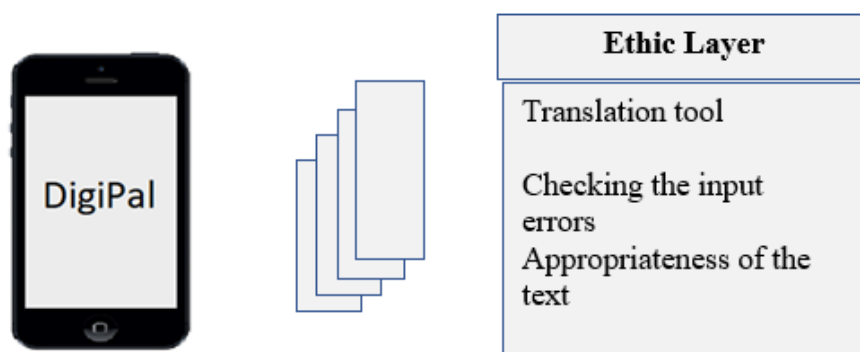 DigiPal
Ethic Layer
Translation tool
Checking the input
errors
Appropriateness of the
text